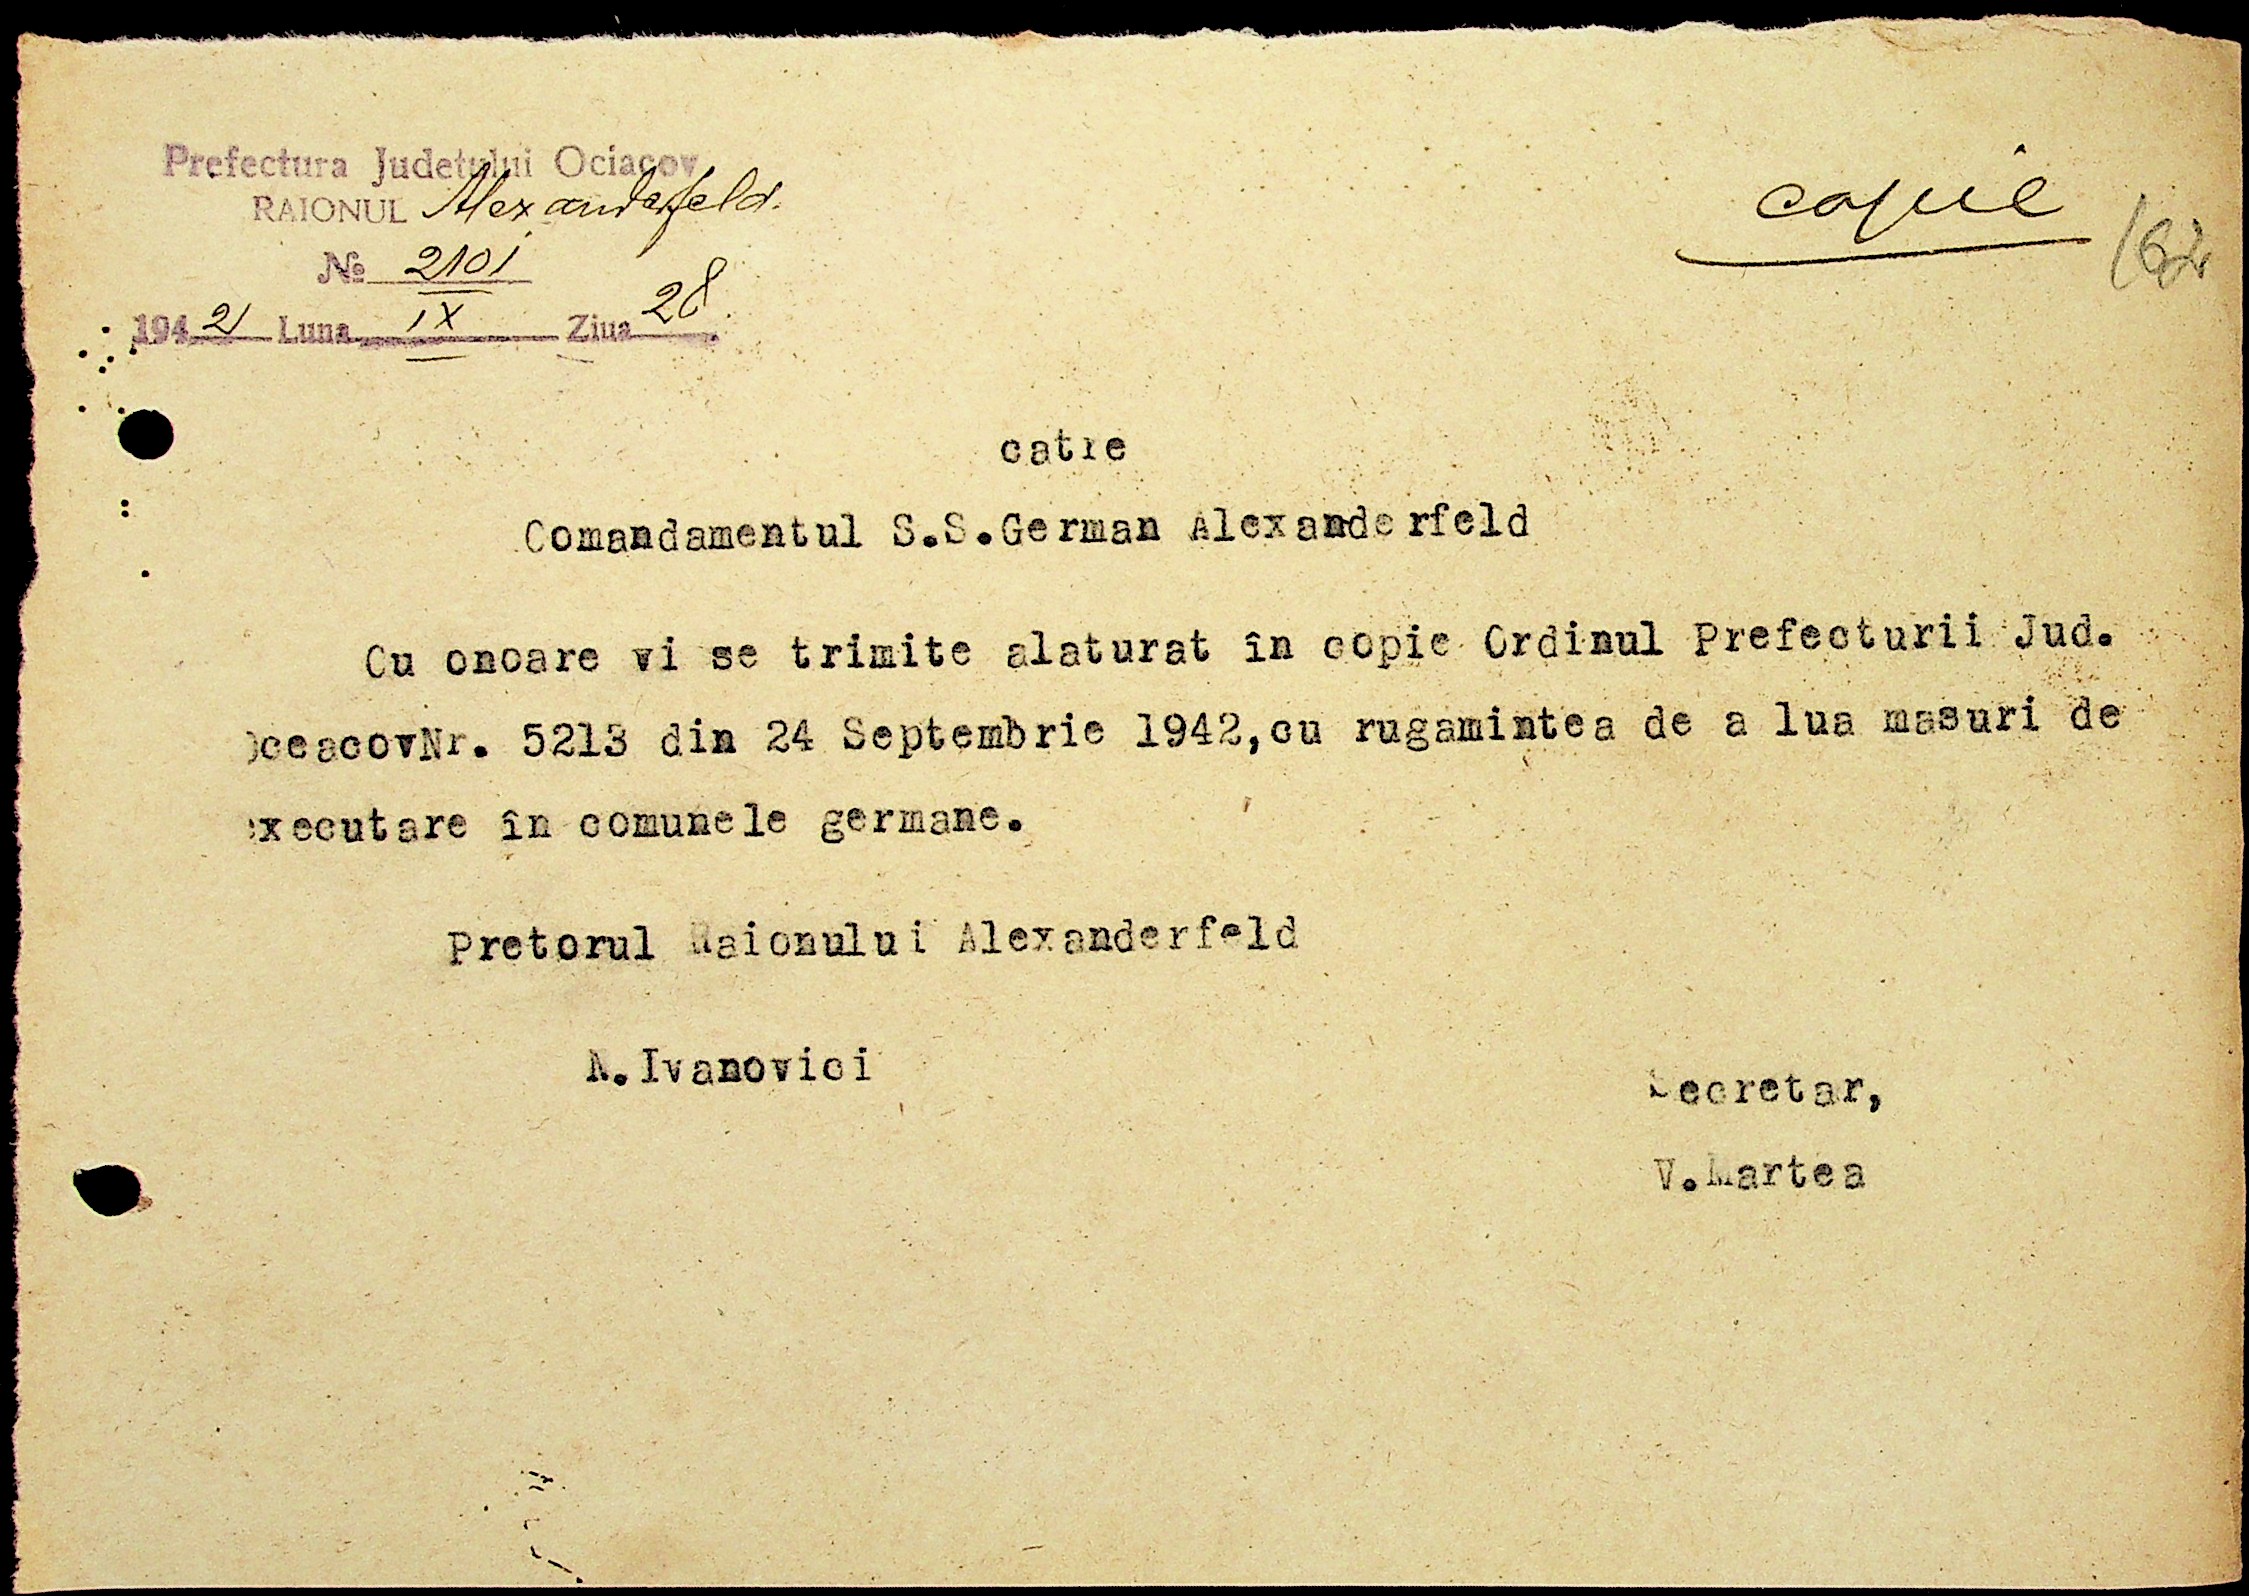 Prefectura Judetului Ociacov
RAIONUL Alexanderfeld.
№ 2101
1942 Luna IX Ziua 28.
copie
162
catre
Comandamentul S.S.German Alexanderfeld
Cu onoare vi se trimite alaturat în copie Ordinul Prefecturii Jud.
OceacovNr. 5213 din 24 Septembrie 1942,cu rugamintea de a lua masuri de
executare în comunele germane.
Pretorul Raionului Alexanderfeld
N.Ivanovici
Secretar,
V.Martea